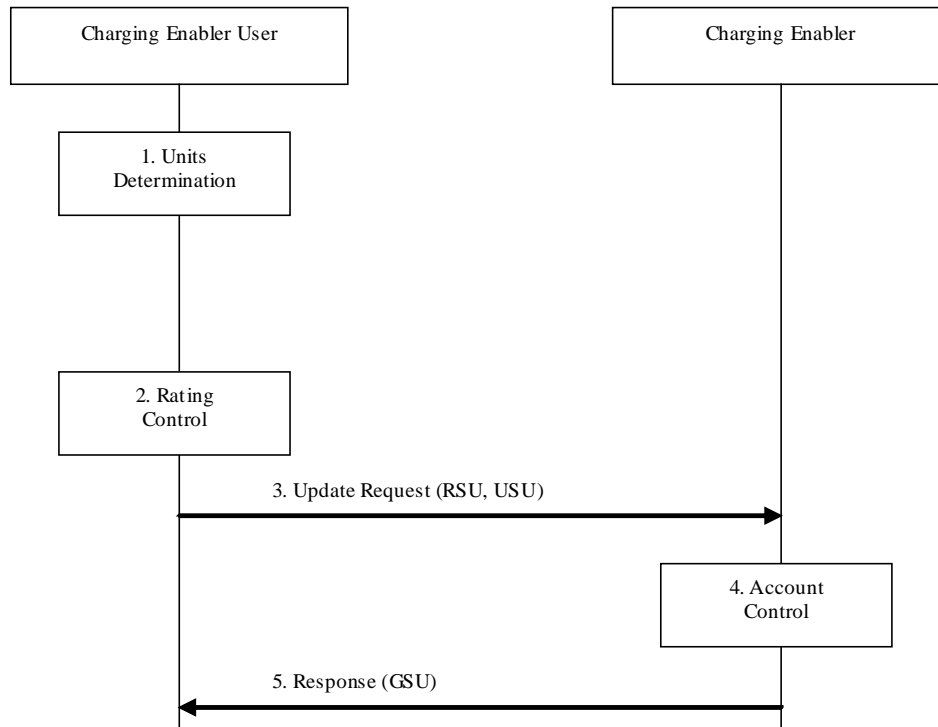 Charging Enabler User
Charging Enabler
1. Units
Determination
2. Rating
Control
3. Update Request (RSU, USU)
4. Account
Control
5. Response (GSU)